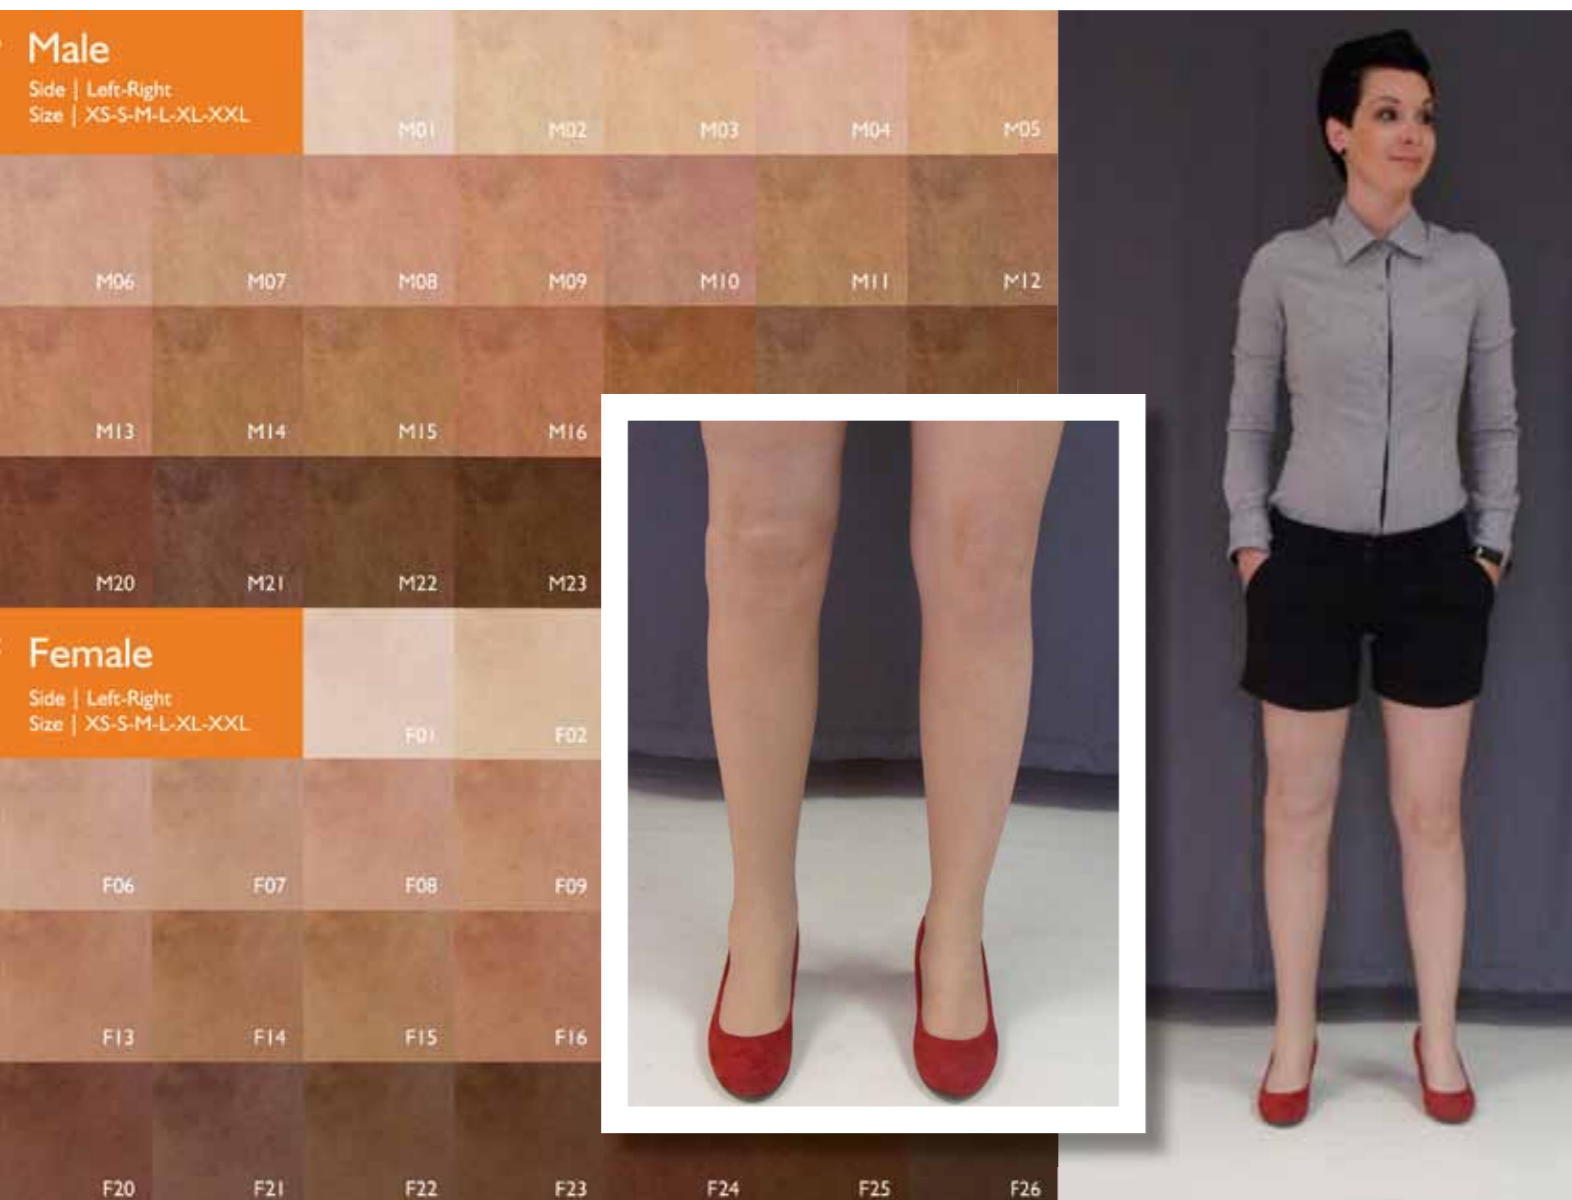 Male
Side | Left-Right
Size | XS-S-M-L-XL-XXL
M01 M02 M03 M04 M05
M06 M07 M08 M09 M10 M11 M12
M13 M14 M15 M16
M20 M21 M22 M23
Female
Side | Left-Right
Size | XS-S-M-L-XL-XXL
F01 F02
F06 F07 F08 F09
F13 F14 F15 F16
F20 F21 F22 F23 F24 F25 F26